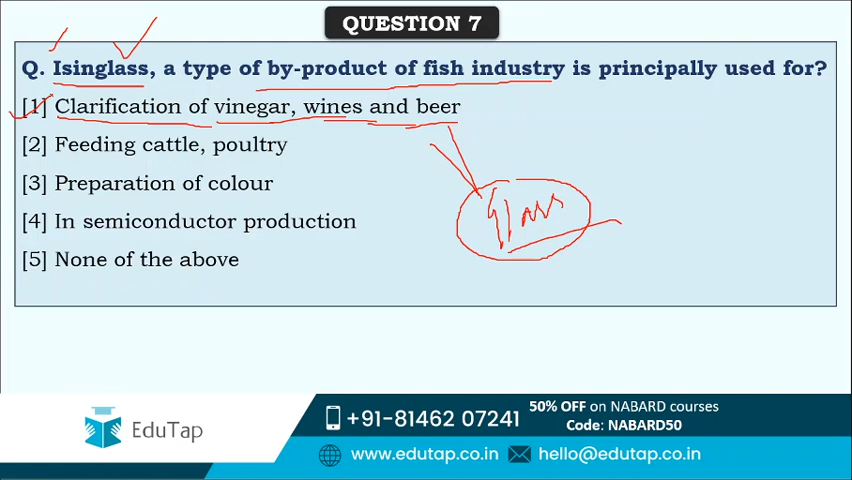 QUESTION 7
Q. Isinglass, a type of by-product of fish industry is principally used for?
[1] Clarification of vinegar, wines and beer
[2] Feeding cattle, poultry
[3] Preparation of colour
[4] In semiconductor production
[5] None of the above
Glass
EduTap
+91-81462 07241
50% OFF on NABARD courses
Code: NABARD50
www.edutap.co.in
hello@edutap.co.in